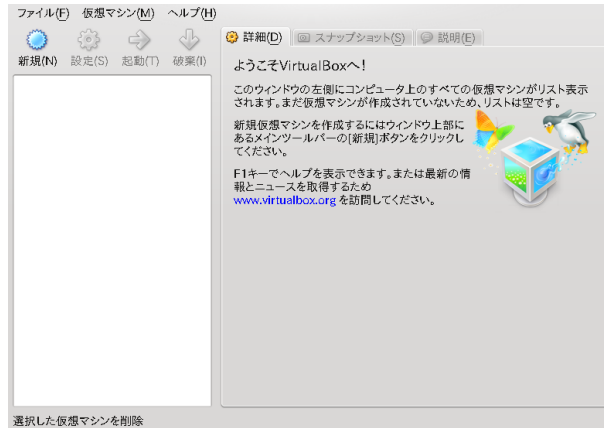 ファイル(F) 仮想マシン(M) ヘルプ(H)
新規(N) 設定(S) 起動(T) 破棄(I)
詳細(D) スナップショット(S) 説明(E)
ようこそVirtualBoxへ!
このウィンドウの左側にコンピュータ上のすべての仮想マシンがリスト表示
されます。まだ仮想マシンが作成されていないため、リストは空です。
新規仮想マシンを作成するにはウィンドウ上部に
あるメインツールバーの[新規]ボタンをクリックし
てください。
F1キーでヘルプを表示できます。または最新の情
報とニュースを取得するため
www.virtualbox.org を訪問してください。
選択した仮想マシンを削除